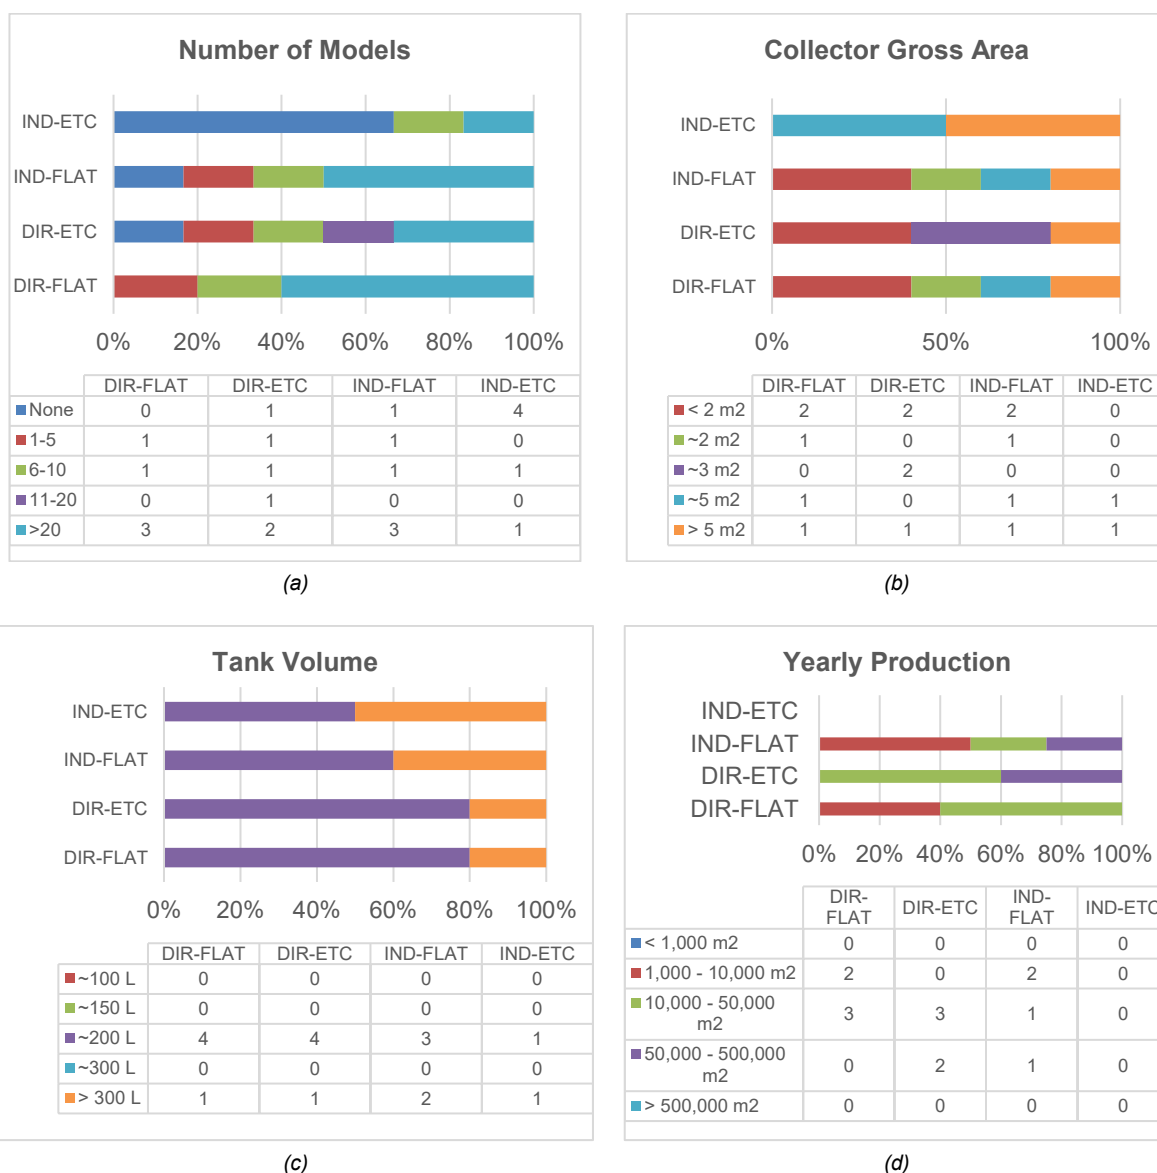 Number of Models
IND-ETC
IND-FLAT
DIR-ETC
DIR-FLAT
0% 20% 40% 60% 80% 100%
DIR-FLAT DIR-ETC IND-FLAT IND-ETC
None 0 1 1 4
1-5 1 1 1 0
6-10 1 1 1 1
11-20 0 1 0 0
>20 3 2 3 1
(a)
Collector Gross Area
IND-ETC
IND-FLAT
DIR-ETC
DIR-FLAT
0% 50% 100%
DIR-FLAT DIR-ETC IND-FLAT IND-ETC
< 2 m2 2 2 2 0
~2 m2 1 0 1 0
~3 m2 0 2 0 0
~5 m2 1 0 1 1
> 5 m2 1 1 1 1
(b)
Tank Volume
IND-ETC
IND-FLAT
DIR-ETC
DIR-FLAT
0% 20% 40% 60% 80% 100%
DIR-FLAT DIR-ETC IND-FLAT IND-ETC
~100 L 0 0 0 0
~150 L 0 0 0 0
~200 L 4 4 3 1
~300 L 0 0 0 0
> 300 L 1 1 2 1
(c)
Yearly Production
IND-ETC
IND-FLAT
DIR-ETC
DIR-FLAT
0% 20% 40% 60% 80% 100%
DIR-
FLAT DIR-ETC IND-
FLAT IND-ETC
< 1,000 m2 0 0 0 0
1,000 - 10,000 m2 2 0 2 0
10,000 - 50,000
m2 3 3 1 0
50,000 - 500,000
m2 0 2 1 0
> 500,000 m2 0 0 0 0
(d)